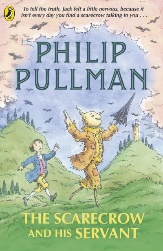 To tell the truth, Jack felt a little nervous, because it
isn't every day you find a scarecrow talking to you . . .
PHILIP
PULLMAN
THE SCARECROW
AND HIS SERVANT